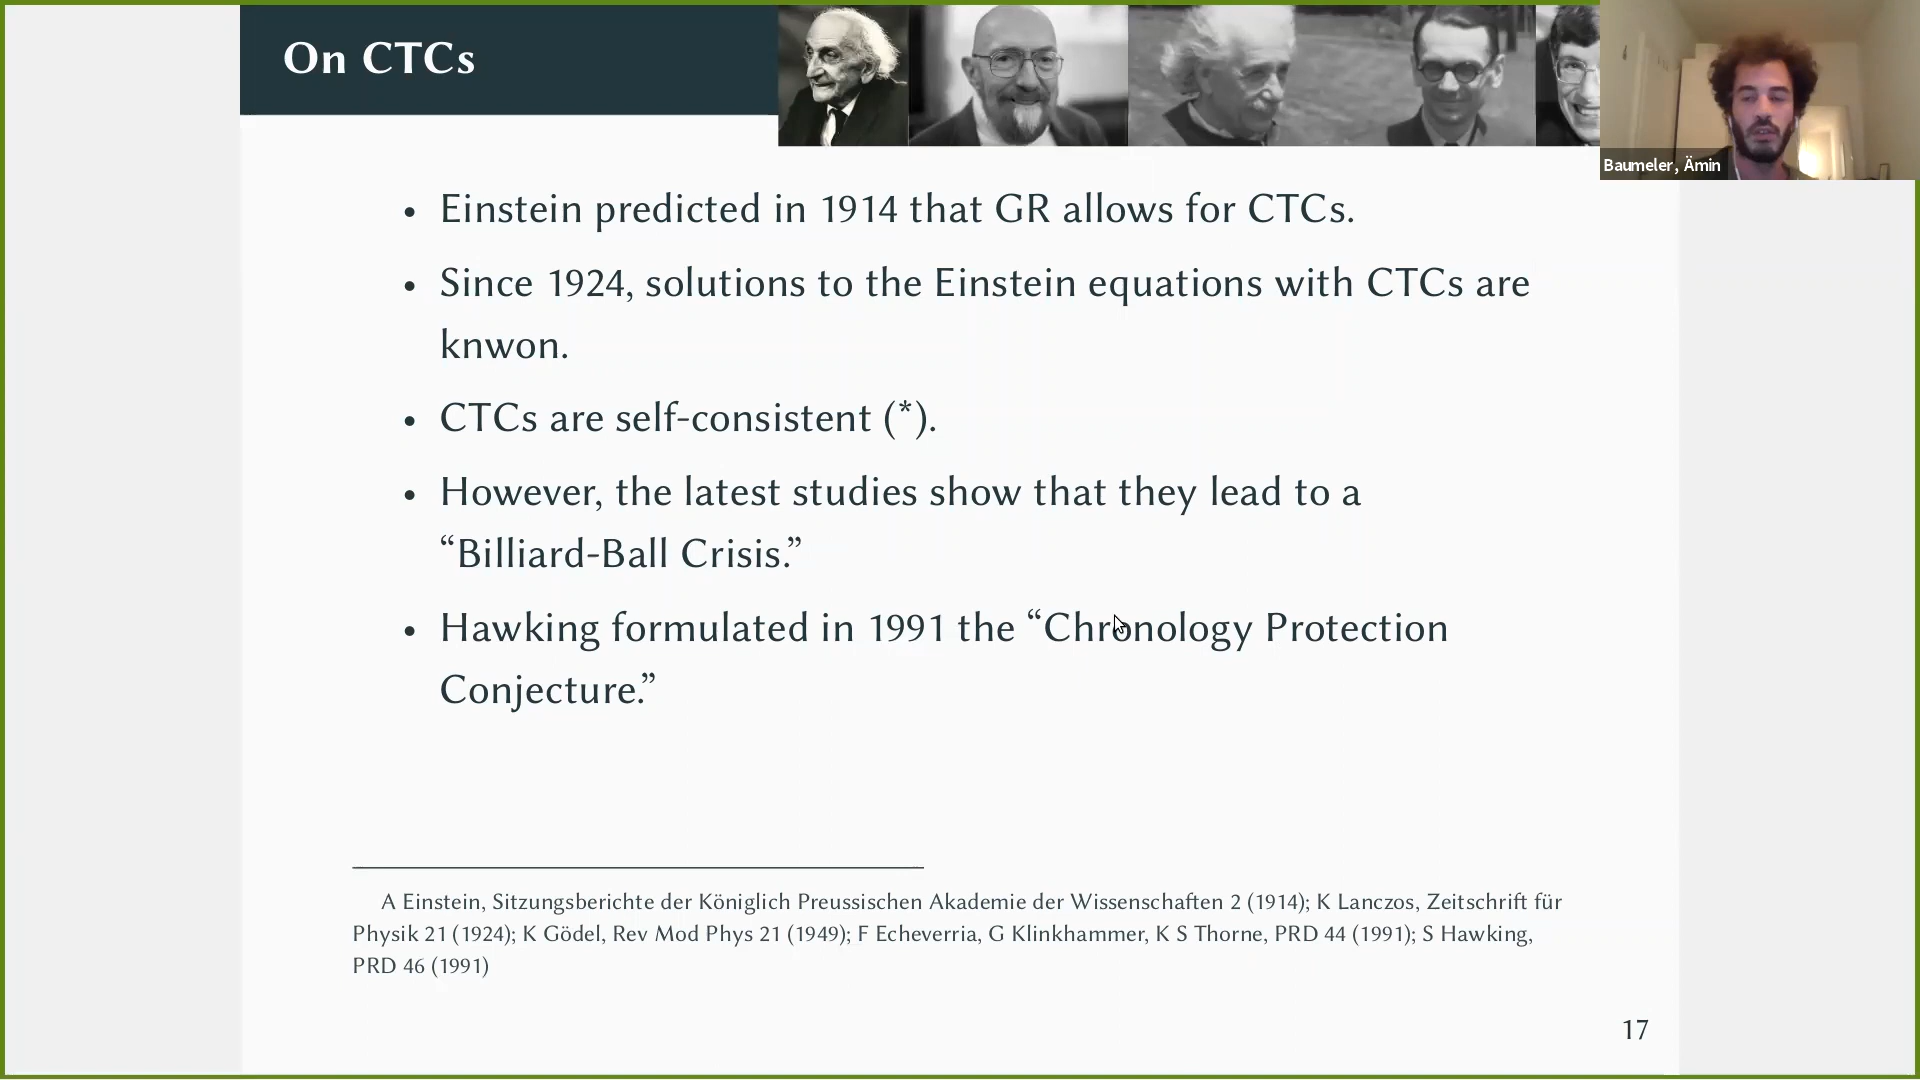 On CTCs
Baumeler, Ämin
• Einstein predicted in 1914 that GR allows for CTCs.
• Since 1924, solutions to the Einstein equations with CTCs are
knwon.
• CTCs are self-consistent (*).
• However, the latest studies show that they lead to a
“Billiard-Ball Crisis.”
• Hawking formulated in 1991 the “Chronology Protection
Conjecture.”
A Einstein, Sitzungsberichte der Königlich Preussischen Akademie der Wissenschaften 2 (1914); K Lanczos, Zeitschrift für
Physik 21 (1924); K Gödel, Rev Mod Phys 21 (1949); F Echeverria, G Klinkhammer, K S Thorne, PRD 44 (1991); S Hawking,
PRD 46 (1991)
17